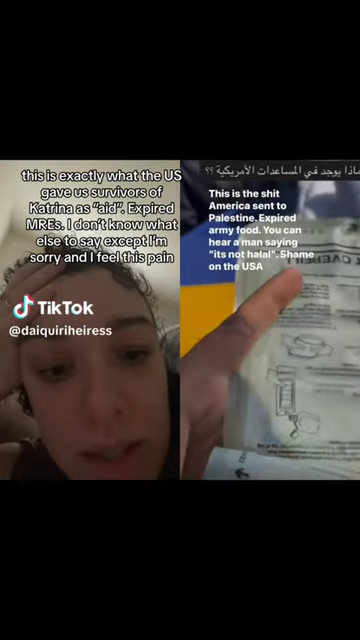 this is exactly what the US
gave us survivors of
Katrina as "aid". Expired
MREs. I don't know what
else to say except I'm
sorry and I feel this pain
TikTok
@daiquiriheiress
ماذا يوجد في المساعدات الأمريكية ؟؟
This is the shit
America sent to
Palestine. Expired
army food. You can
hear a man saying
"its not halal". Shame
on the USA